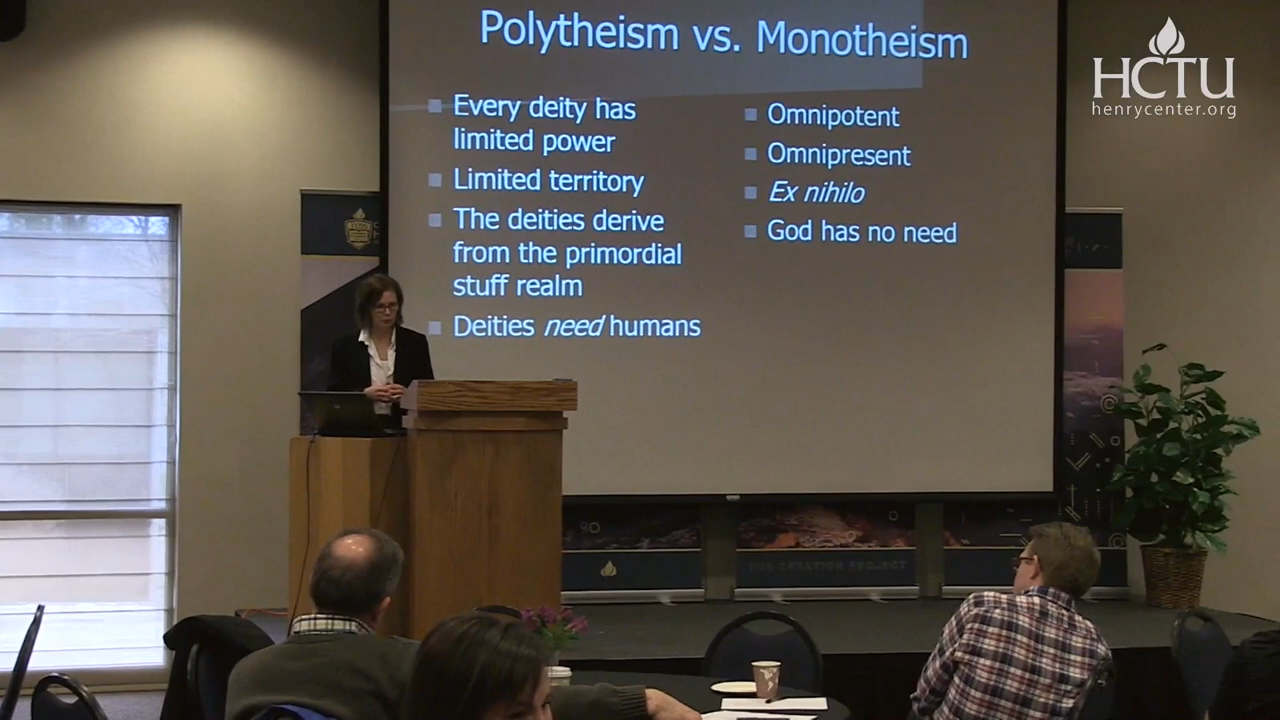 Polytheism vs. Monotheism
Every deity has
limited power
Limited territory
The deities derive
from the primordial
stuff realm
Deities need humans
Omnipotent
Omnipresent
Ex nihilo
God has no need
HCTU
henrycenter.org
THE CREATION PROJECT